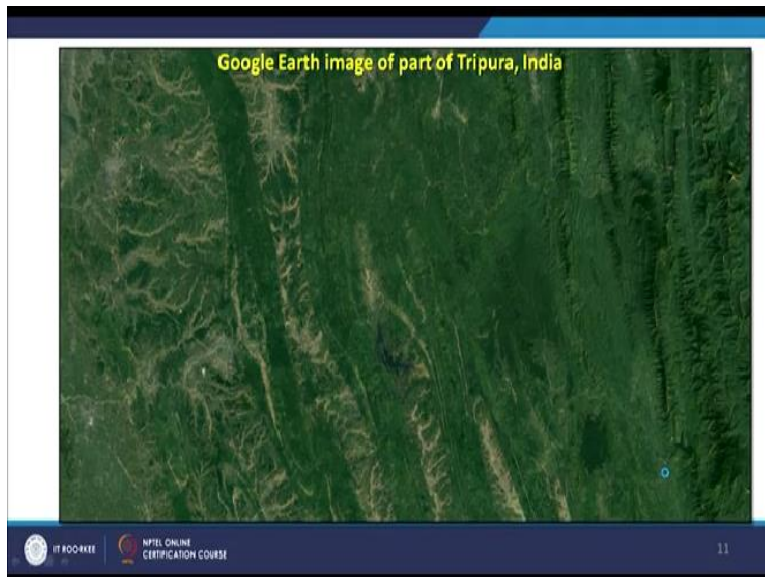 Google Earth image of part of Tripura, India
IIT ROORKEE
NPTEL ONLINE
CERTIFICATION COURSE
11